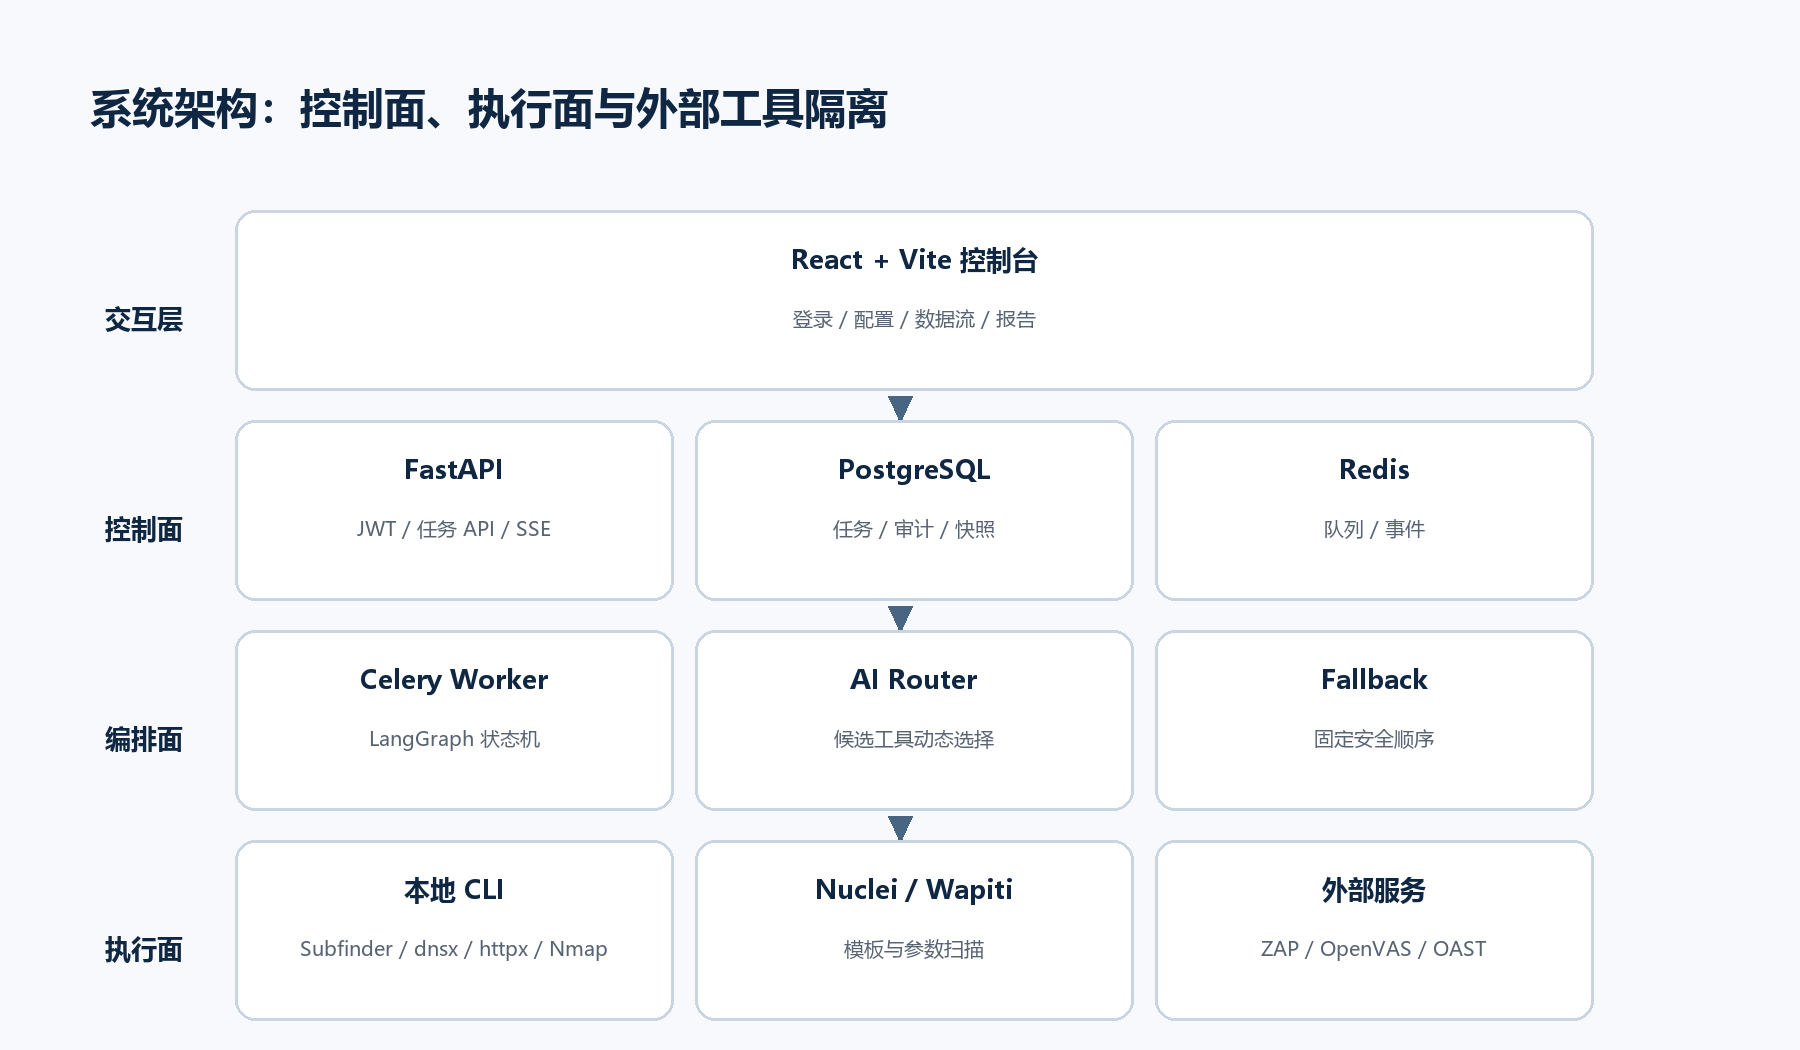 系统架构：控制面、执行面与外部工具隔离
React + Vite 控制台
登录 / 配置 / 数据流 / 报告
交互层
FastAPI
JWT / 任务 API / SSE
PostgreSQL
任务 / 审计 / 快照
Redis
队列 / 事件
控制面
Celery Worker
LangGraph 状态机
AI Router
候选工具动态选择
Fallback
固定安全顺序
编排面
本地 CLI
Subfinder / dnsx / httpx / Nmap
Nuclei / Wapiti
模板与参数扫描
外部服务
ZAP / OpenVAS / OAST
执行面